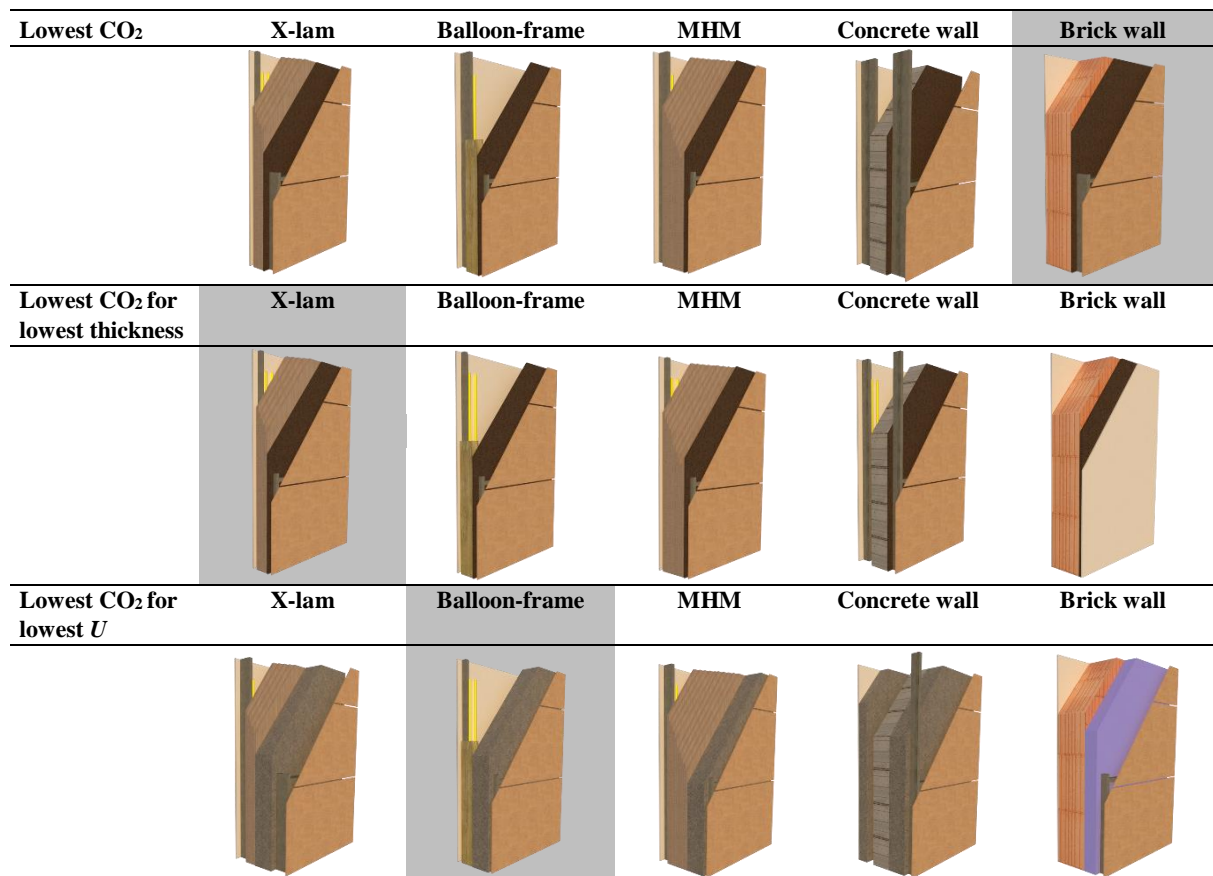 Lowest CO₂ X-lam Balloon-frame MHM Concrete wall Brick wall
Lowest CO₂ for X-lam Balloon-frame MHM Concrete wall Brick wall
lowest thickness
Lowest CO₂ for X-lam Balloon-frame MHM Concrete wall Brick wall
lowest U